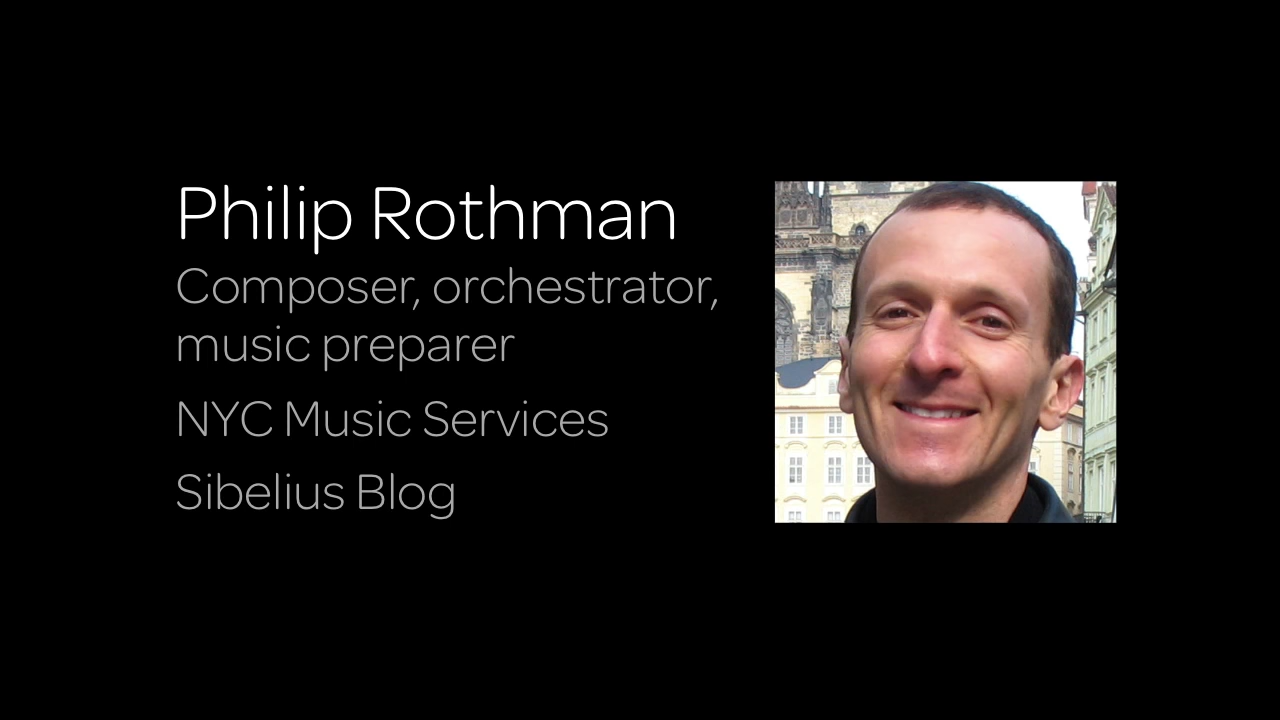 Philip Rothman
Composer, orchestrator,
music preparer
NYC Music Services
Sibelius Blog